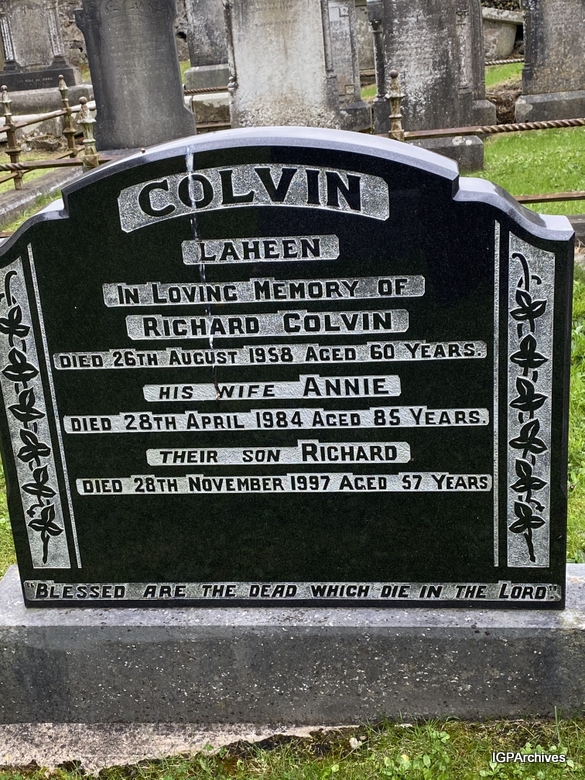 COLVIN
LAHEEN
IN LOVING MEMORY OF
RICHARD COLVIN
DIED 26TH AUGUST 1958 AGED 60 YEARS.
HIS WIFE ANNIE
DIED 28TH APRIL 1984 AGED 85 YEARS.
THEIR SON RICHARD
DIED 28TH NOVEMBER 1997 AGED 57 YEARS
"BLESSED ARE THE DEAD WHICH DIE IN THE LORD".
IGPArchives